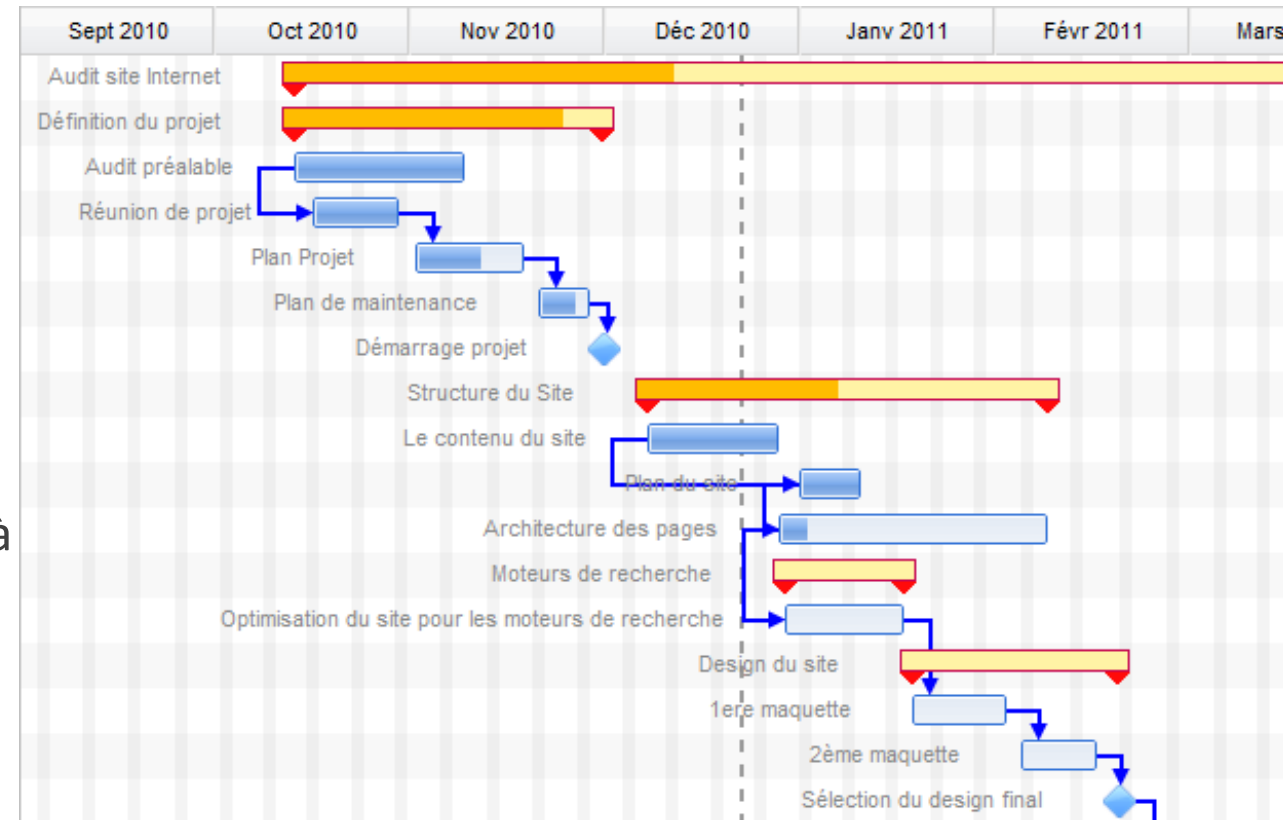 Sept 2010 Oct 2010 Nov 2010 Déc 2010 Janv 2011 Févr 2011 Mars
Audit site Internet
Définition du projet
Audit préalable
Réunion de projet
Plan Projet
Plan de maintenance
Démarrage projet
Structure du Site
Le contenu du site
Plan du site
à
Architecture des pages
Moteurs de recherche
Optimisation du site pour les moteurs de recherche
Design du site
1ere maquette
2ème maquette
Sélection du design final